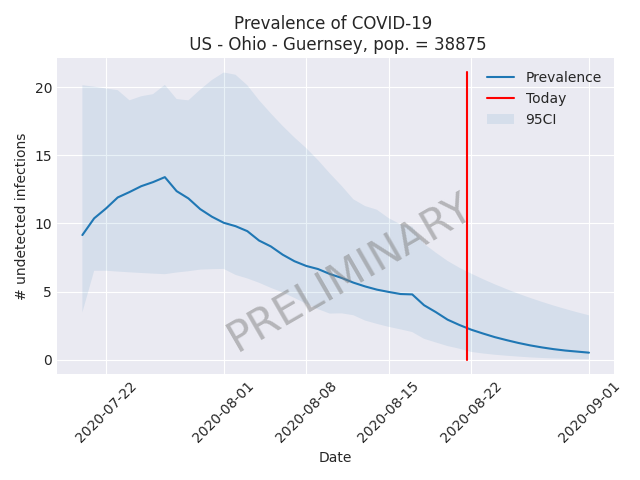 Prevalence of COVID-19
US - Ohio - Guernsey, pop. = 38875
Prevalence
Today
95CI
# undetected infections
20
15
10
5
0
PRELIMINARY
2020-07-22
2020-08-01
2020-08-08
2020-08-15
2020-08-22
2020-09-01
Date